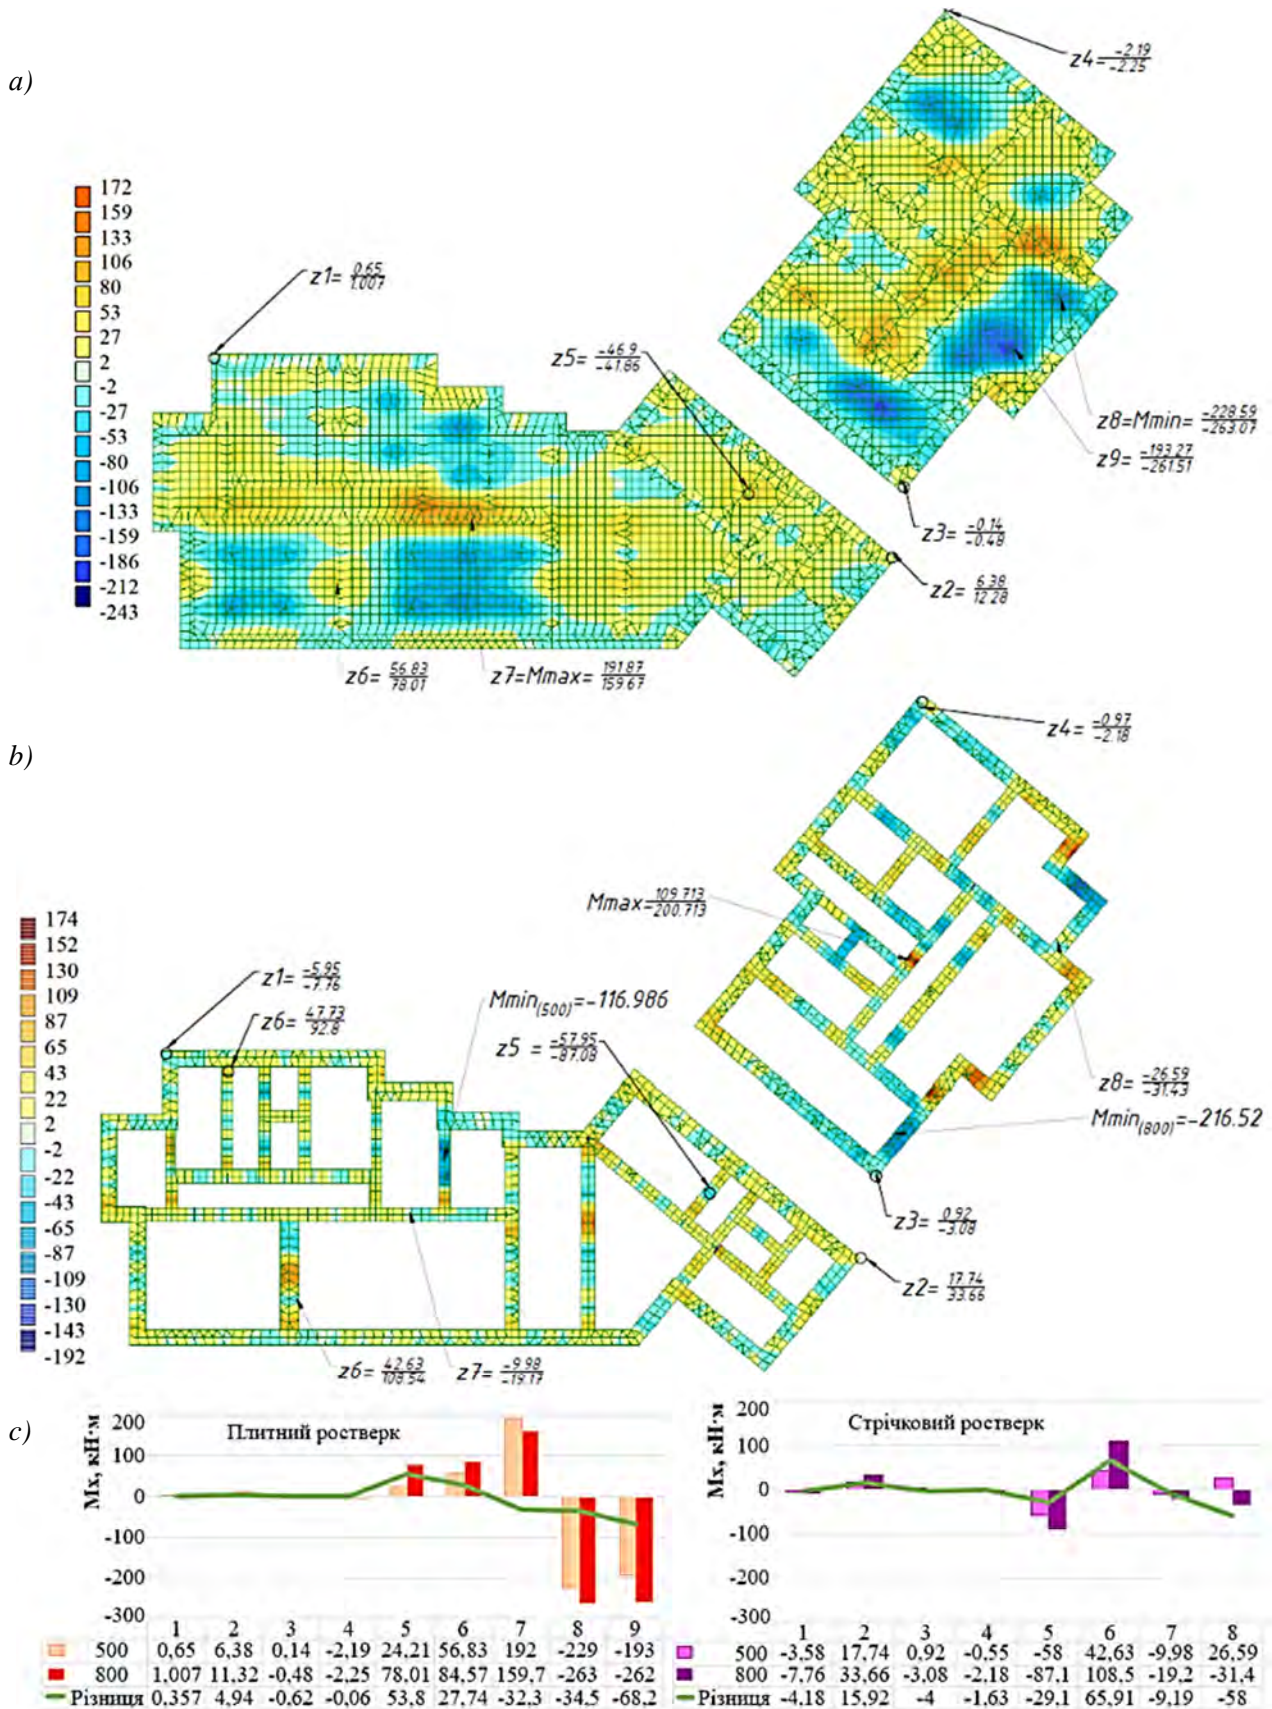 a)
z4= -2.19/-2.25
172
159
133
106
80
53
27
2
-2
-27
-53
-80
-106
-133
-159
-186
-212
-243
z1= 0.65/1.007
z5= -46.9/-41.86
z8=Mmin= -228.59/-263.07
z9= -193.27/-261.51
z3= -0.14/-0.48
z2= 6.38/12.28
z6= 56.83/78.01
z7=Mmax= 191.87/159.67
b)
z4= -0.97/-2.18
Mmax= 109.713/200.713
174
152
130
109
87
65
43
22
2
-2
-22
-43
-65
-87
-109
-130
-143
-192
z1= -5.95/-7.76
z6= 47.73/92.8
Mmin(500)=-116.986
z5 = -57.95/-87.08
z8= -26.59/-31.43
Mmin(800)=-216.52
z3= 0.92/-3.08
z2= 17.74/33.66
z6= 42.63/108.54
z7= -9.98/-19.17
c)
Плитний ростверк
Mx, кН·м
200
100
0
-100
-200
-300
1 2 3 4 5 6 7 8 9
500 0,65 6,38 0,14 -2,19 24,21 56,83 192 -229 -193
800 1,007 11,32 -0,48 -2,25 78,01 84,57 159,7 -263 -262
Різниця 0,357 4,94 -0,62 -0,06 53,8 27,74 -32,3 -34,5 -68,2
Стрічковий ростверк
Mx, кН·м
200
100
0
-100
-200
-300
1 2 3 4 5 6 7 8
500 -3,58 17,74 0,92 -0,55 -58 42,63 -9,98 26,59
800 -7,76 33,66 -3,08 -2,18 -87,1 108,5 -19,2 -31,4
Різниця -4,18 15,92 -4 -1,63 -29,1 65,91 -9,19 -58